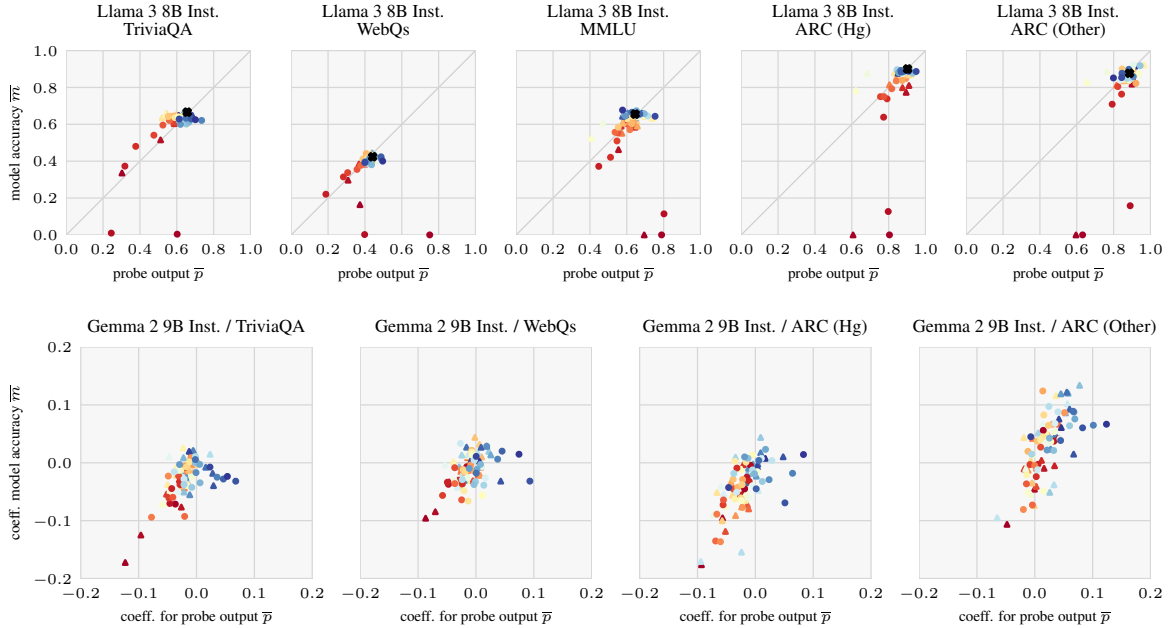 Llama 3 8B Inst.
TriviaQA
Llama 3 8B Inst.
WebQs
Llama 3 8B Inst.
MMLU
Llama 3 8B Inst.
ARC (Hg)
Llama 3 8B Inst.
ARC (Other)
model accuracy m̅
1.0
0.8
0.6
0.4
0.2
0.0
0.0 0.2 0.4 0.6 0.8 1.0
0.0 0.2 0.4 0.6 0.8 1.0
0.0 0.2 0.4 0.6 0.8 1.0
0.0 0.2 0.4 0.6 0.8 1.0
0.0 0.2 0.4 0.6 0.8 1.0
probe output p̅
probe output p̅
probe output p̅
probe output p̅
probe output p̅
Gemma 2 9B Inst. / TriviaQA
Gemma 2 9B Inst. / WebQs
Gemma 2 9B Inst. / ARC (Hg)
Gemma 2 9B Inst. / ARC (Other)
coeff. model accuracy m̅
0.2
0.1
0.0
−0.1
−0.2
−0.2 −0.1 0.0 0.1 0.2
−0.2 −0.1 0.0 0.1 0.2
−0.2 −0.1 0.0 0.1 0.2
−0.2 −0.1 0.0 0.1 0.2
coeff. for probe output p̅
coeff. for probe output p̅
coeff. for probe output p̅
coeff. for probe output p̅